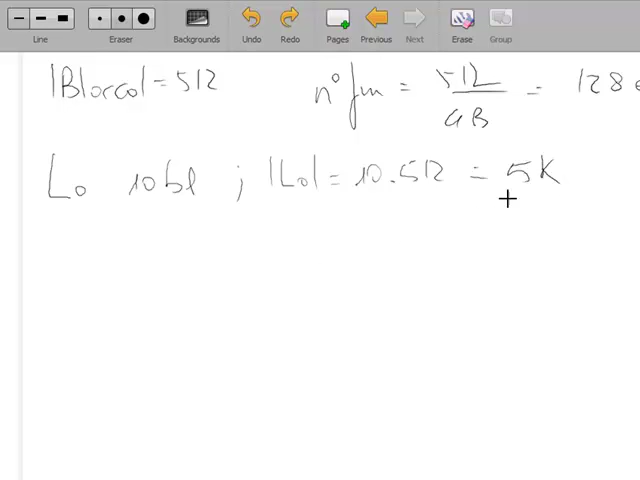 Line
Eraser
Backgrounds
Undo
Redo
Pages
Previous
Next
Erase
Group
|Blocco| = 512
n° fm = 512 / 4B = 128
L0 10 bl ; |L0| = 10.512 = 5K